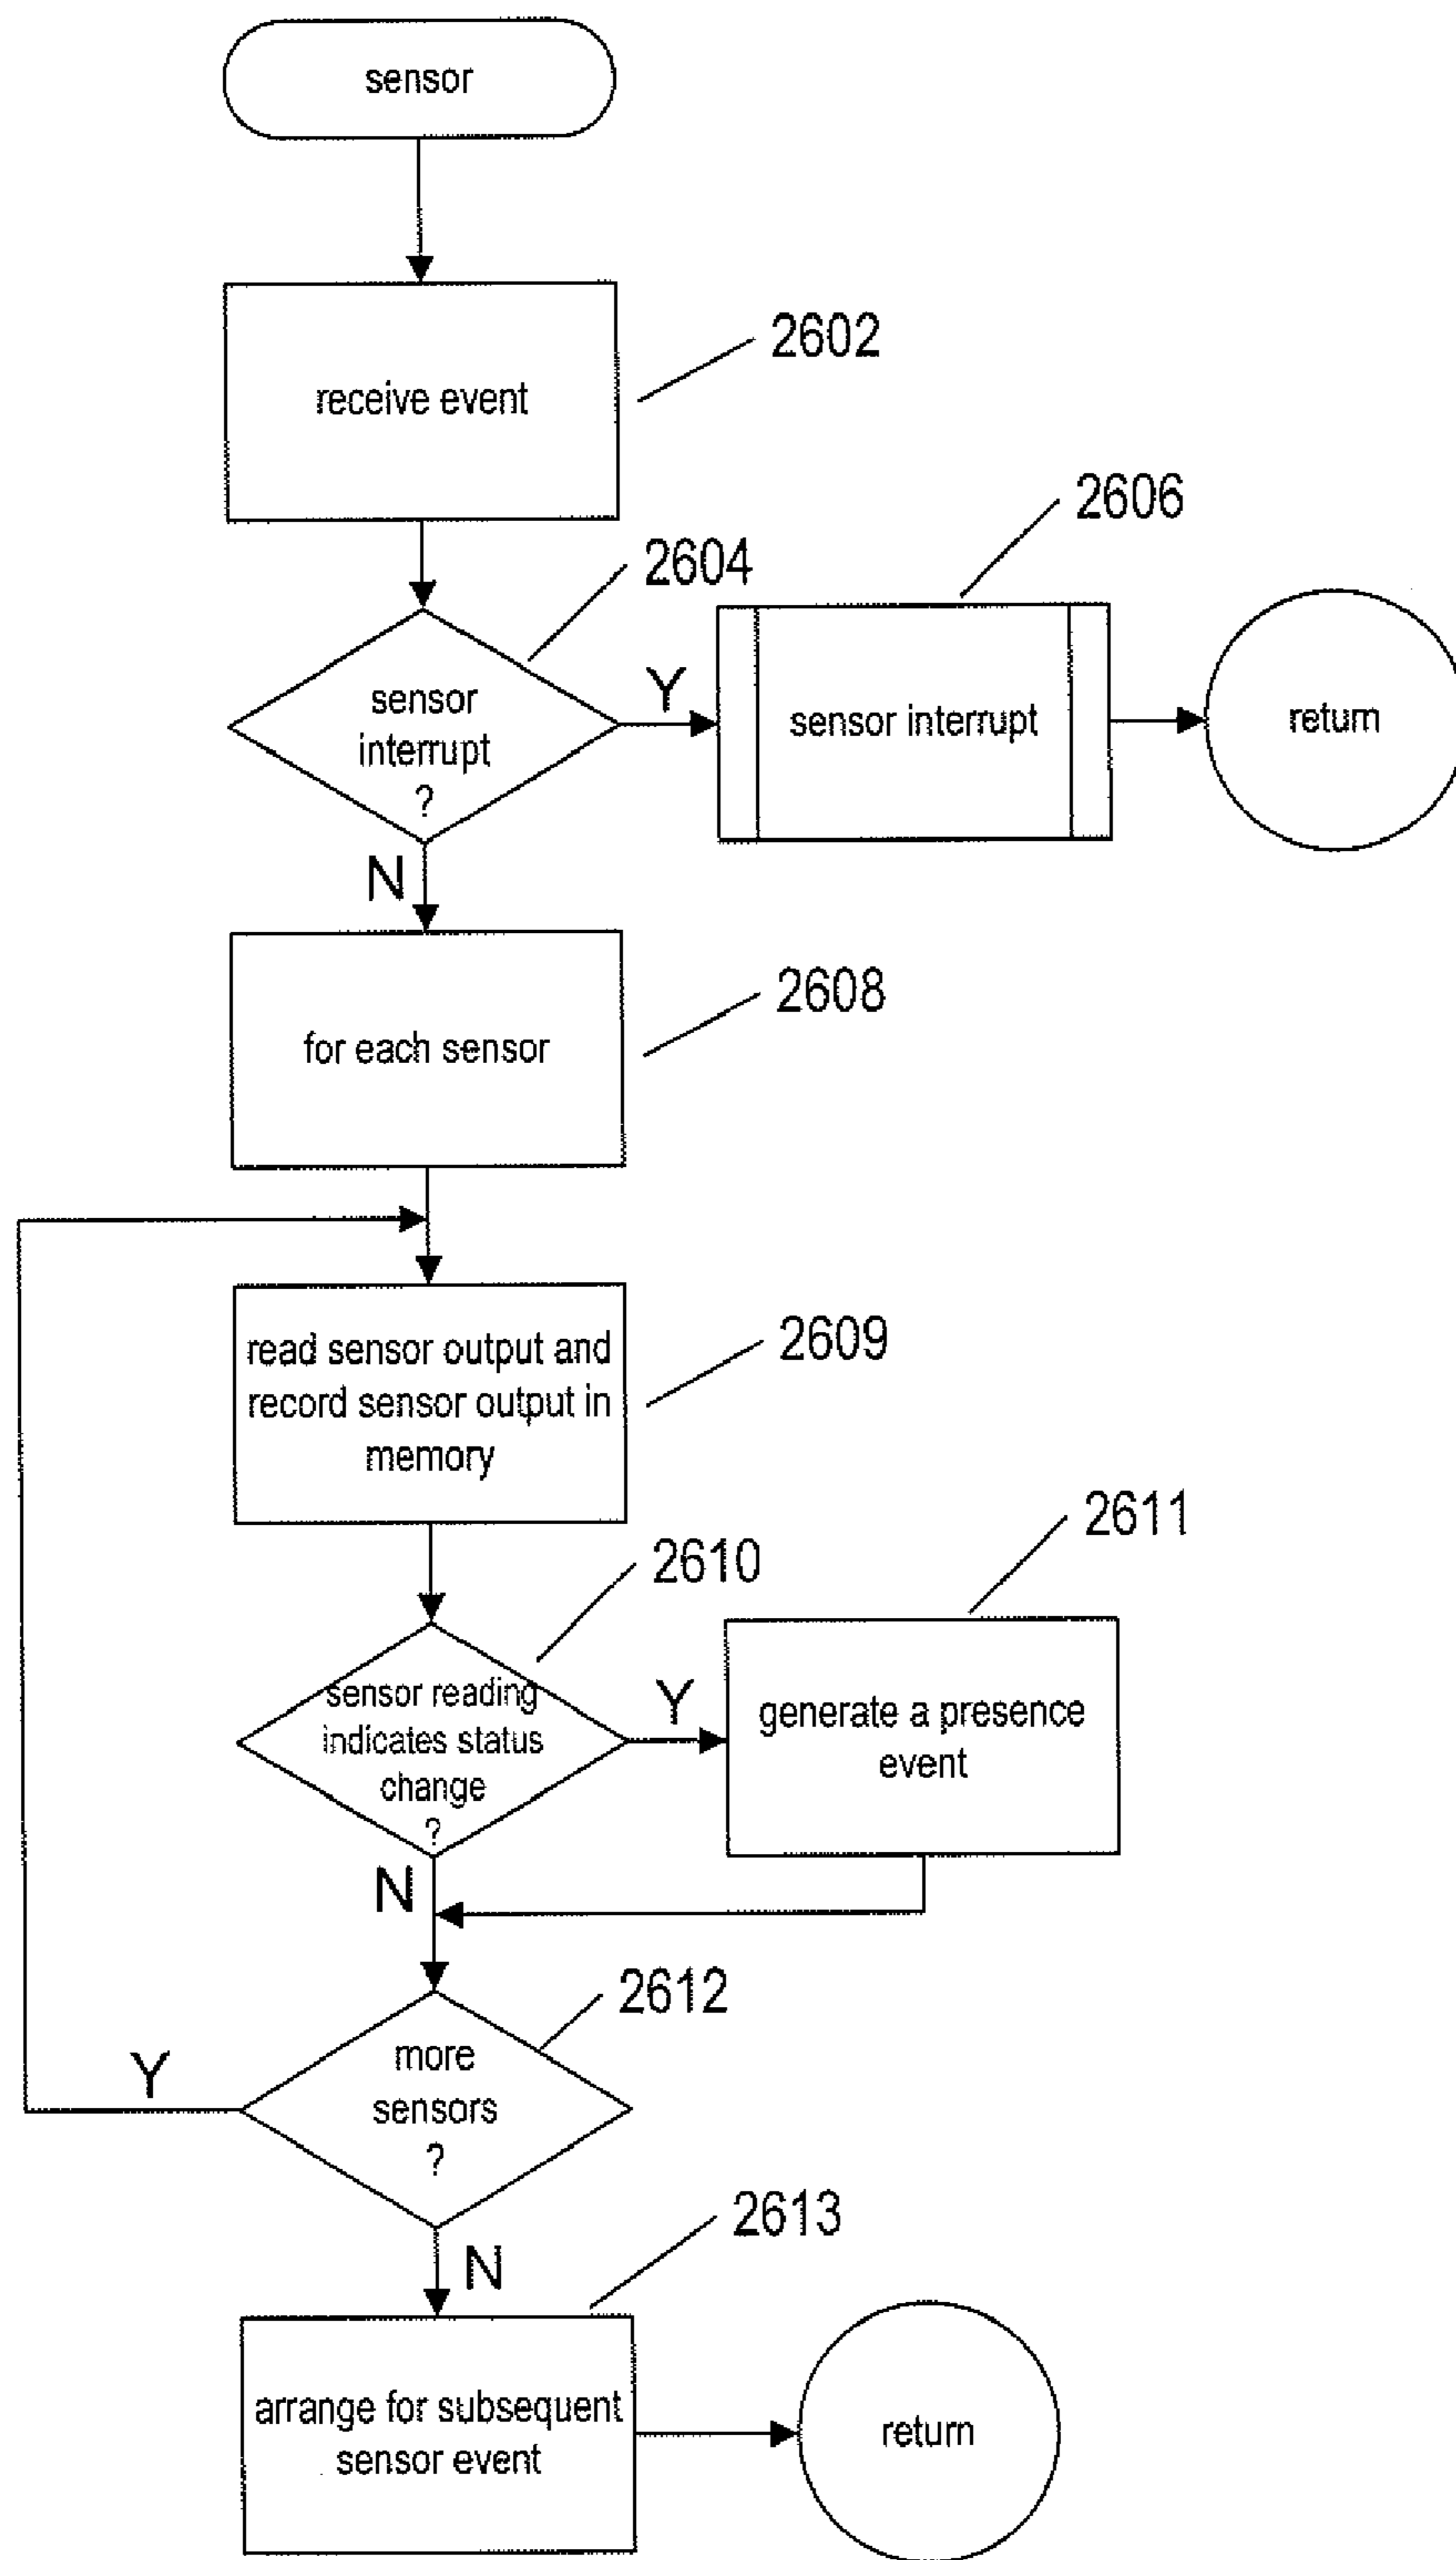 sensor
receive event
2602
2604
2606
sensor
interrupt
?
Y
sensor interrupt
return
N
for each sensor
2608
read sensor output and
record sensor output in
memory
2609
2610
2611
sensor reading
indicates status
change
?
Y
generate a presence
event
N
2612
more
sensors
?
Y
N
2613
arrange for subsequent
sensor event
return